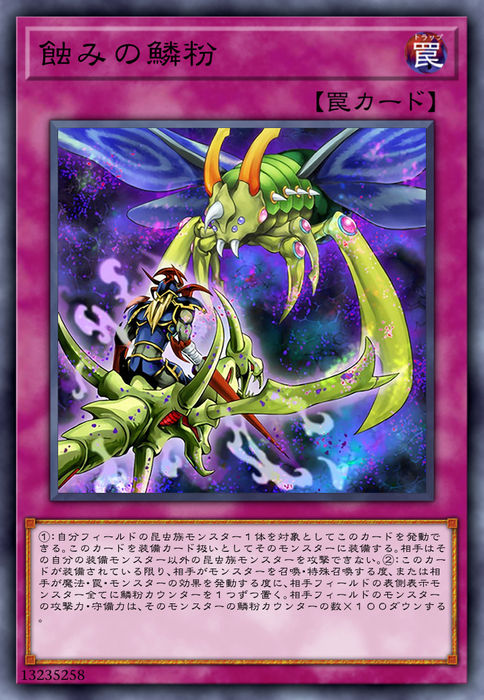 蝕みの鱗粉
トラップ
罠
【罠カード】
①:自分フィールドの昆虫族モンスター1体を対象としてこのカードを発動で
きる。このカードを装備カード扱いとしてそのモンスターに装備する。相手はそ
の自分の装備モンスター以外の昆虫族モンスターを攻撃できない。②:このカー
ドが装備されている限り、相手がモンスターを召喚・特殊召喚する度、または相
手が魔法・罠・モンスターの効果を発動する度に、相手フィールドの表側表示モ
ンスター全てに鱗粉カウンターを1つずつ置く。相手フィールドのモンスター
の攻撃力・守備力は、そのモンスターの鱗粉カウンターの数×100ダウンする
。
13235258